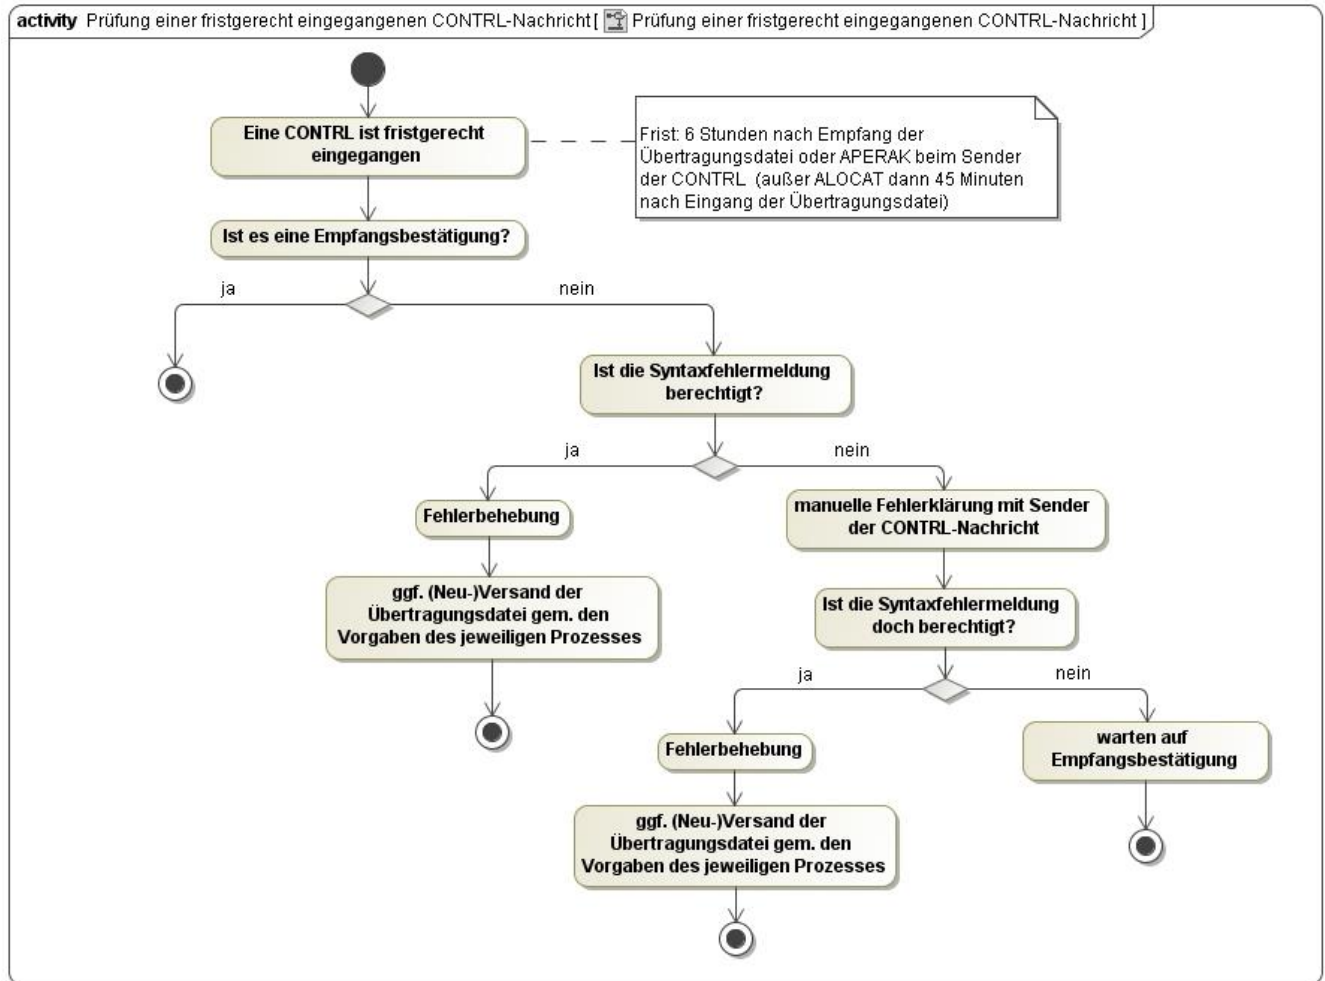 activity Prüfung einer fristgerecht eingegangenen CONTRL-Nachricht [ Prüfung einer fristgerecht eingegangenen CONTRL-Nachricht ]
Eine CONTRL ist fristgerecht
eingegangen
Frist: 6 Stunden nach Empfang der
Übertragungsdatei oder APERAK beim Sender
der CONTRL (außer ALOCAT dann 45 Minuten
nach Eingang der Übertragungsdatei)
Ist es eine Empfangsbestätigung?
ja
nein
Ist die Syntaxfehlermeldung
berechtigt?
ja
nein
Fehlerbehebung
manuelle Fehlerklärung mit Sender
der CONTRL-Nachricht
ggf. (Neu-)Versand der
Übertragungsdatei gem. den
Vorgaben des jeweiligen Prozesses
Ist die Syntaxfehlermeldung
doch berechtigt?
ja
nein
Fehlerbehebung
warten auf
Empfangsbestätigung
ggf. (Neu-)Versand der
Übertragungsdatei gem. den
Vorgaben des jeweiligen Prozesses